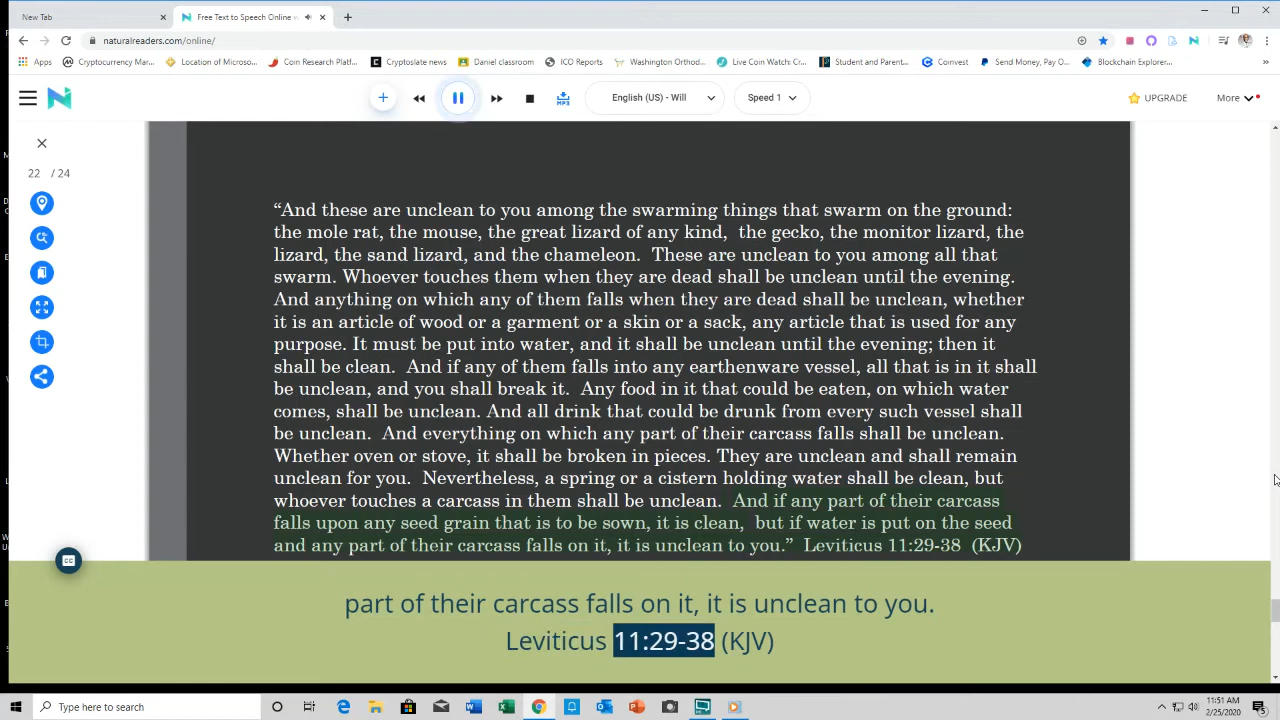 New Tab
Free Text to Speech Online w
naturalreaders.com/online/
Apps
Cryptocurrency Mar...
Location of Microso...
Coin Research Platf...
Cryptoslate news
Daniel classroom
ICO Reports
Washington Orthod...
Live Coin Watch: Cr...
Student and Parent...
Coinvest
Send Money, Pay O...
Blockchain Explorer...
MP3
English (US) - Will
Speed 1
UPGRADE
More
22 / 24
“And these are unclean to you among the swarming things that swarm on the ground:
the mole rat, the mouse, the great lizard of any kind, the gecko, the monitor lizard, the
lizard, the sand lizard, and the chameleon. These are unclean to you among all that
swarm. Whoever touches them when they are dead shall be unclean until the evening.
And anything on which any of them falls when they are dead shall be unclean, whether
it is an article of wood or a garment or a skin or a sack, any article that is used for any
purpose. It must be put into water, and it shall be unclean until the evening; then it
shall be clean. And if any of them falls into any earthenware vessel, all that is in it shall
be unclean, and you shall break it. Any food in it that could be eaten, on which water
comes, shall be unclean. And all drink that could be drunk from every such vessel shall
be unclean. And everything on which any part of their carcass falls shall be unclean.
Whether oven or stove, it shall be broken in pieces. They are unclean and shall remain
unclean for you. Nevertheless, a spring or a cistern holding water shall be clean, but
whoever touches a carcass in them shall be unclean. And if any part of their carcass
falls upon any seed grain that is to be sown, it is clean, but if water is put on the seed
and any part of their carcass falls on it, it is unclean to you.” Leviticus 11:29-38 (KJV)
CC
part of their carcass falls on it, it is unclean to you.
Leviticus 11:29-38 (KJV)
Type here to search
11:51 AM
2/25/2020
5